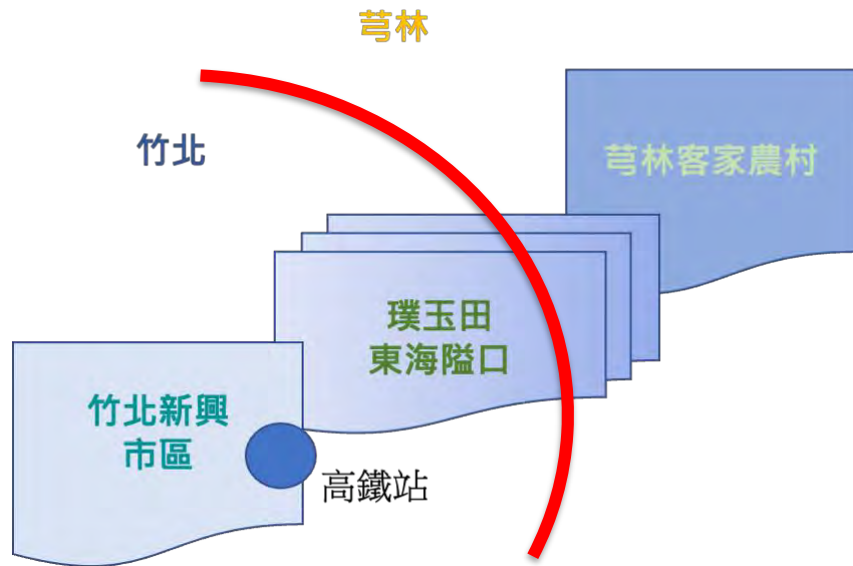 芎林
竹北
芎林客家農村
璞玉田
東海隘口
竹北新興
市區
高鐵站